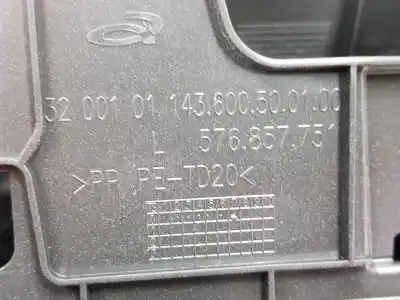 32 001 01 143.600.50.01.00
L 576.857.751
>PP PE-TD20<